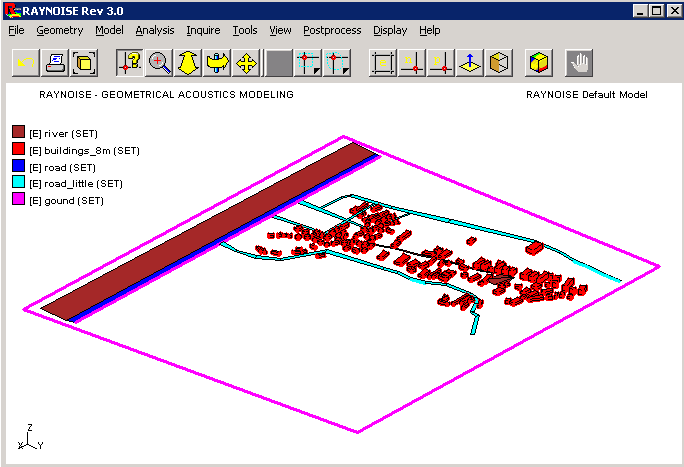 RAYNOISE Rev 3.0
File Geometry Model Analysis Inquire Tools View Postprocess Display Help
RAYNOISE - GEOMETRICAL ACOUSTICS MODELING RAYNOISE Default Model
[E] river (SET)
[E] buildings_8m (SET)
[E] road (SET)
[E] road_little (SET)
[E] gound (SET)
Z
X Y